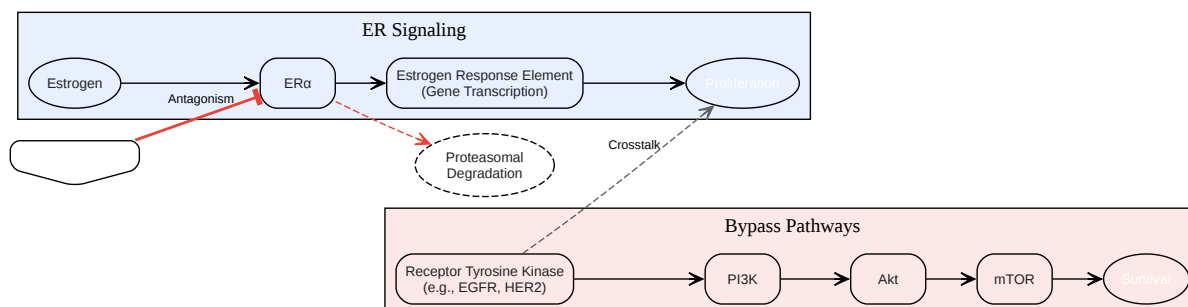 ER Signaling
Estrogen
ERα
Estrogen Response Element
(Gene Transcription)
Proliferation
Antagonism
Crosstalk
Proteasomal
Degradation
Bypass Pathways
Receptor Tyrosine Kinase
(e.g., EGFR, HER2)
PI3K
Akt
mTOR
Survival